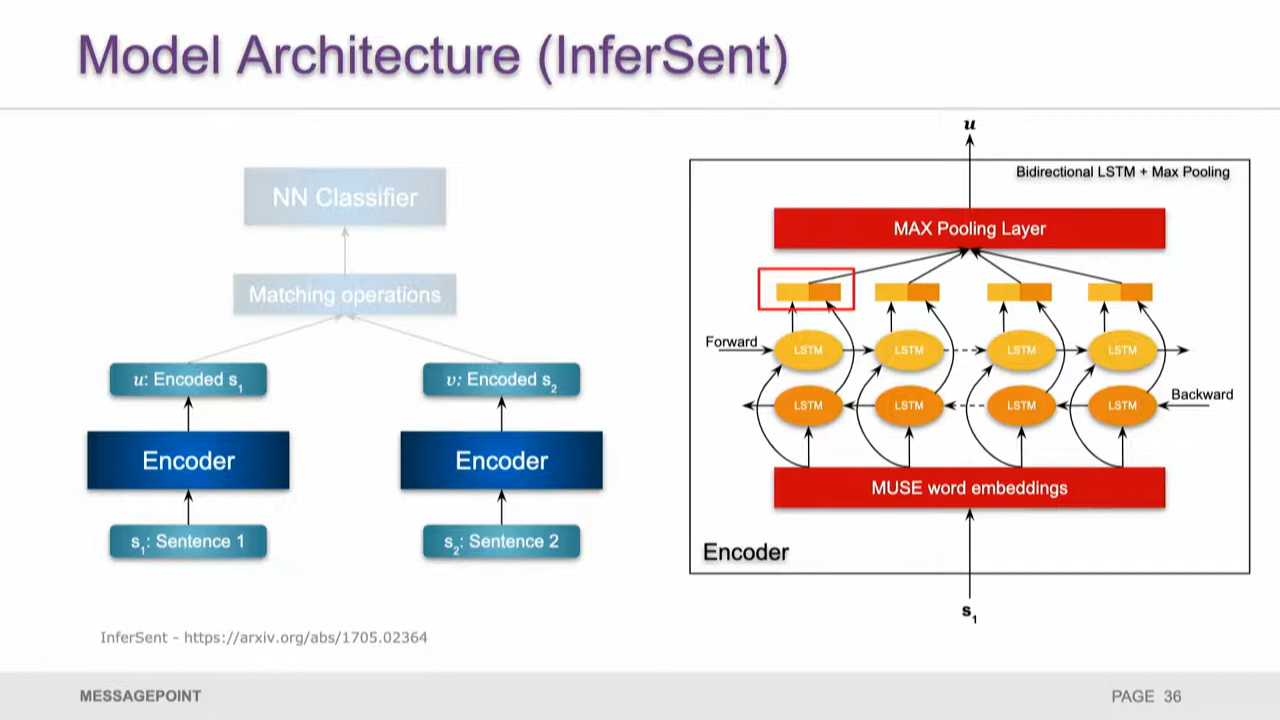 Model Architecture (InferSent)
NN Classifier
Matching operations
u: Encoded s1
v: Encoded s2
Encoder
Encoder
s1: Sentence 1
s2: Sentence 2
InferSent - https://arxiv.org/abs/1705.02364
u
Bidirectional LSTM + Max Pooling
MAX Pooling Layer
Forward
LSTM
LSTM
LSTM
LSTM
Backward
LSTM
LSTM
LSTM
LSTM
MUSE word embeddings
Encoder
s1
MESSAGEPOINT
PAGE 36